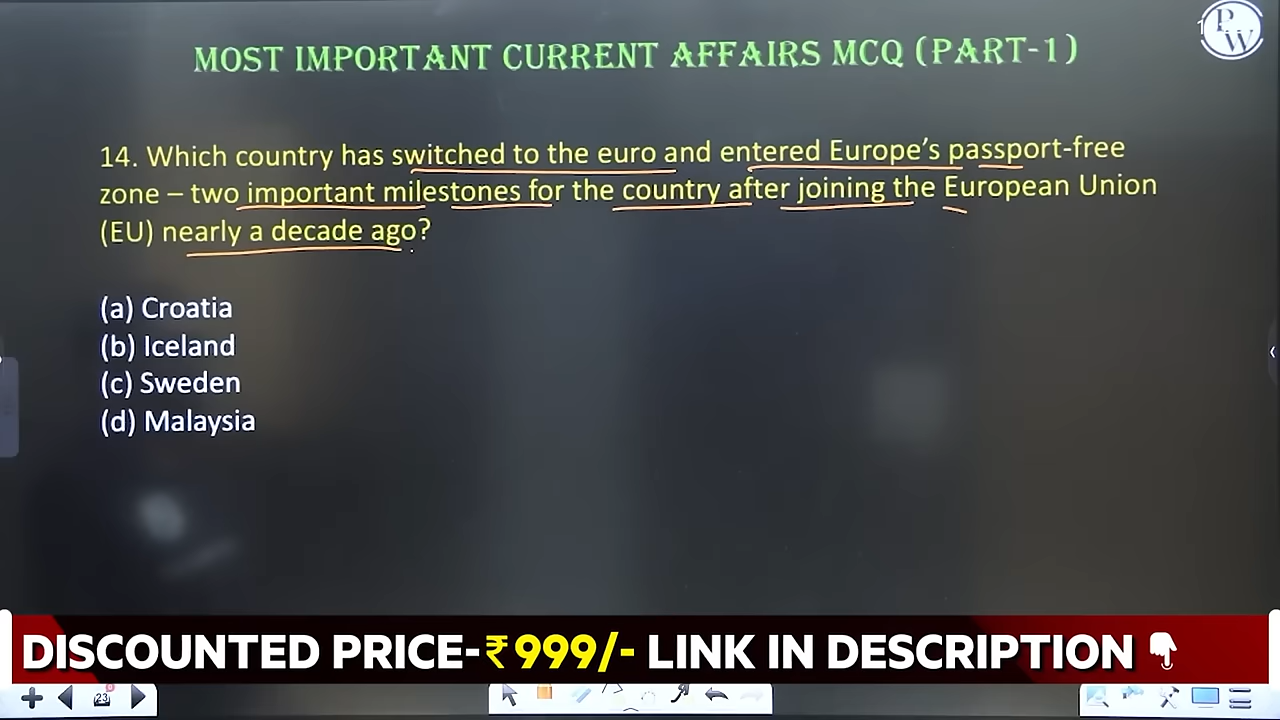 P
W
MOST IMPORTANT CURRENT AFFAIRS MCQ (PART-1)
14. Which country has switched to the euro and entered Europe's passport-free
zone – two important milestones for the country after joining the European Union
(EU) nearly a decade ago?
(a) Croatia
(b) Iceland
(c) Sweden
(d) Malaysia
DISCOUNTED PRICE-₹999/- LINK IN DESCRIPTION
23